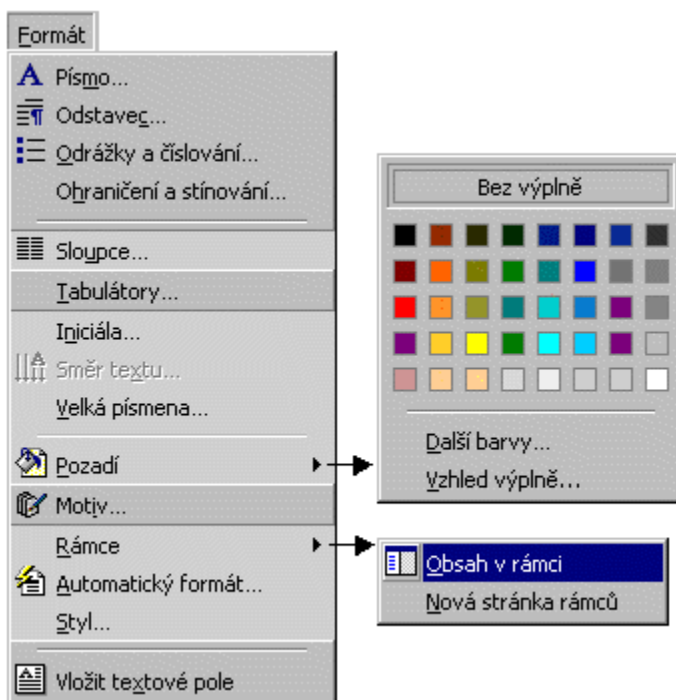 Formát
Písmo...
Odstavec...
Odrážky a číslování...
Ohraničení a stínování...
Sloupce...
Tabulátory...
Iniciála...
Směr textu...
Velká písmena...
Pozadí
Motiv...
Rámce
Automatický formát...
Styl...
Vložit textové pole
Bez výplně
Další barvy...
Vzhled výplně...
Obsah v rámci
Nová stránka rámců